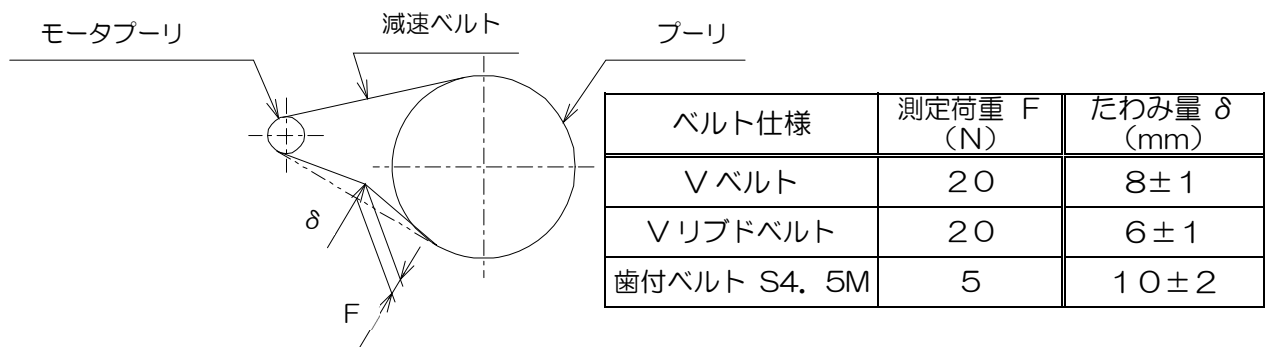 モータプーリ
減速ベルト
プーリ
δ
F
ベルト仕様 測定荷重 F たわみ量 δ
（N） （mm）
Vベルト 20 8±1
Vリブドベルト 20 6±1
歯付ベルト S4．5M 5 10±2